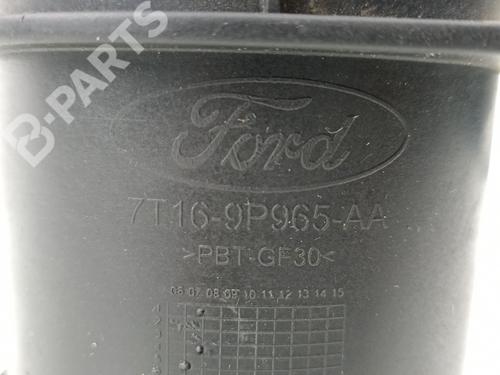 B-PARTS
Ford
7T16-9P965-AA
>PBT-GF30<
06 07 08 09 10 11 12 13 14 15